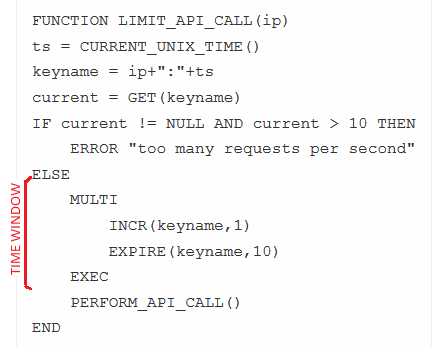 FUNCTION LIMIT_API_CALL(ip)
ts = CURRENT_UNIX_TIME()
keyname = ip+":"+ts
current = GET(keyname)
IF current != NULL AND current > 10 THEN
    ERROR "too many requests per second"
ELSE
    MULTI
        INCR(keyname,1)
        EXPIRE(keyname,10)
    EXEC
    PERFORM_API_CALL()
END
TIME WINDOW